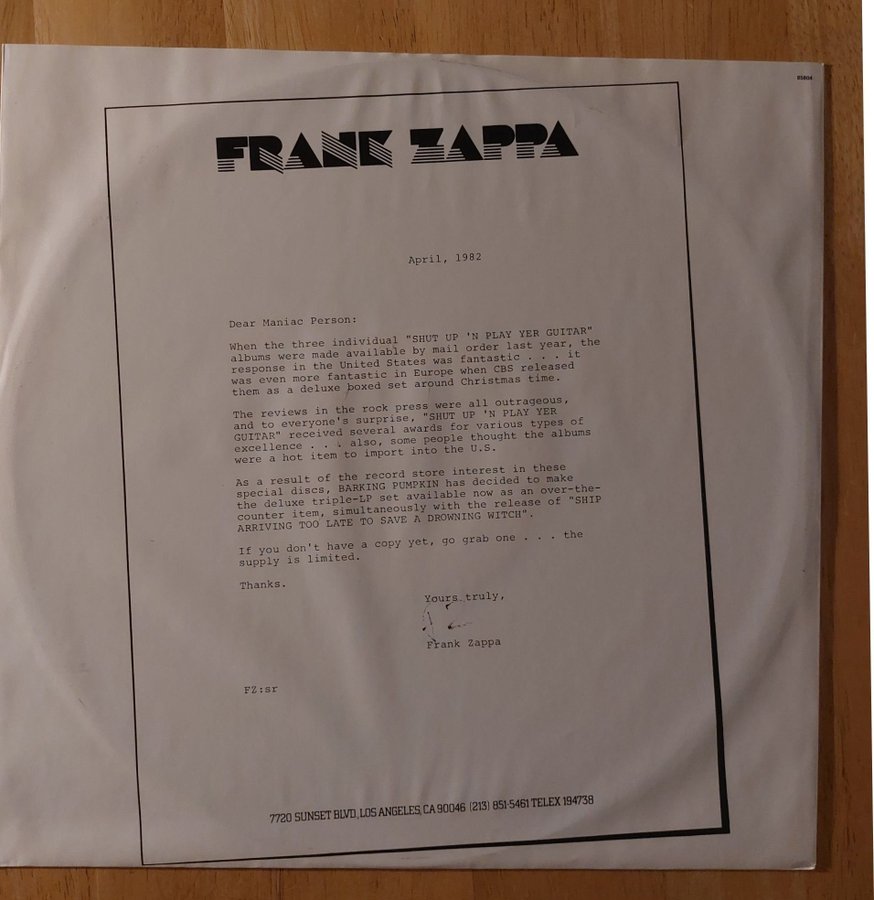 85804
FRANK ZAPPA
April, 1982
Dear Maniac Person:
When the three individual "SHUT UP 'N PLAY YER GUITAR"
albums were made available by mail order last year, the
response in the United States was fantastic . . . it
was even more fantastic in Europe when CBS released
them as a deluxe boxed set around Christmas time.
The reviews in the rock press were all outrageous,
and to everyone's surprise, "SHUT UP 'N PLAY YER
GUITAR" received several awards for various types of
excellence . . . also, some people thought the albums
were a hot item to import into the U.S.
As a result of the record store interest in these
special discs, BARKING PUMPKIN has decided to make
the deluxe triple-LP set available now as an over-the-
counter item, simultaneously with the release of "SHIP
ARRIVING TOO LATE TO SAVE A DROWNING WITCH".
If you don't have a copy yet, go grab one . . . the
supply is limited.
Thanks.
Yours truly,
Frank Zappa
FZ:sr
7720 SUNSET BLVD, LOS ANGELES, CA 90046 (213) 851-5461 TELEX 194738